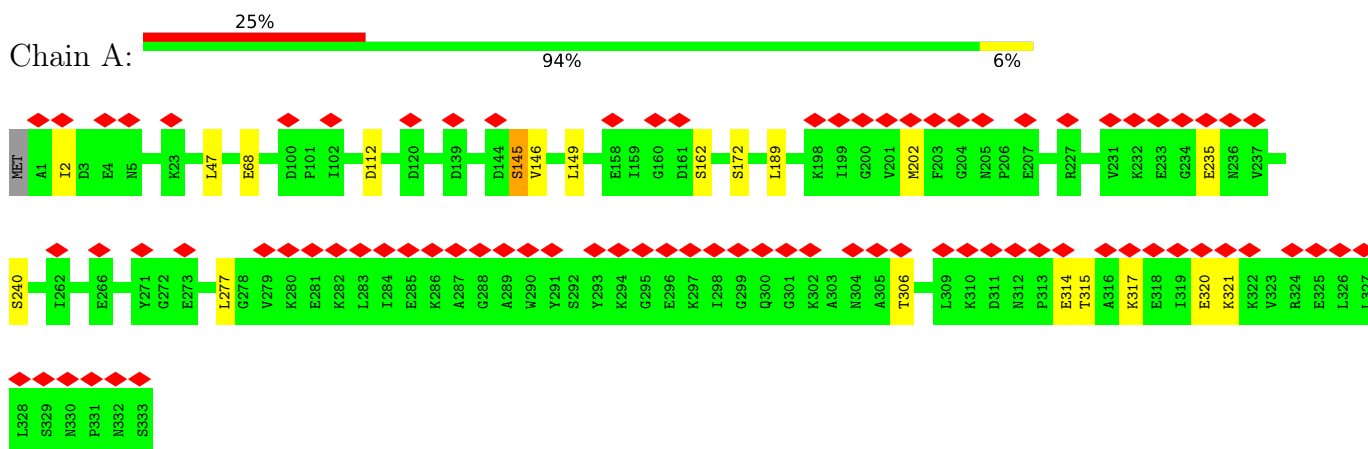 25%
Chain A:
94% 6%
MET A1 I2 D3 E4 N5 K23 L47 E68 D100 P101 I102 D112 D120 D139 D144 S145 V146 L149 E158 I159 G160 D161 S162 S172 L189 K198 I199 G200 V201 M202 F203 G204 N205 P206 E207 R227 V231 K232 E233 G234 E235 N236 V237
S240 I262 E266 Y271 G272 E273 L277 G278 V279 K280 E281 K282 L283 I284 E285 K286 A287 G288 A289 W290 Y291 S292 Y293 K294 G295 E296 K297 I298 G299 Q300 G301 K302 A303 N304 A305 T306 L309 K310 D311 N312 P313 E314 T315 A316 K317 E318 I319 E320 K321 K322 V323 R324 E325 L326 L327
L328 S329 N330 P331 N332 S333